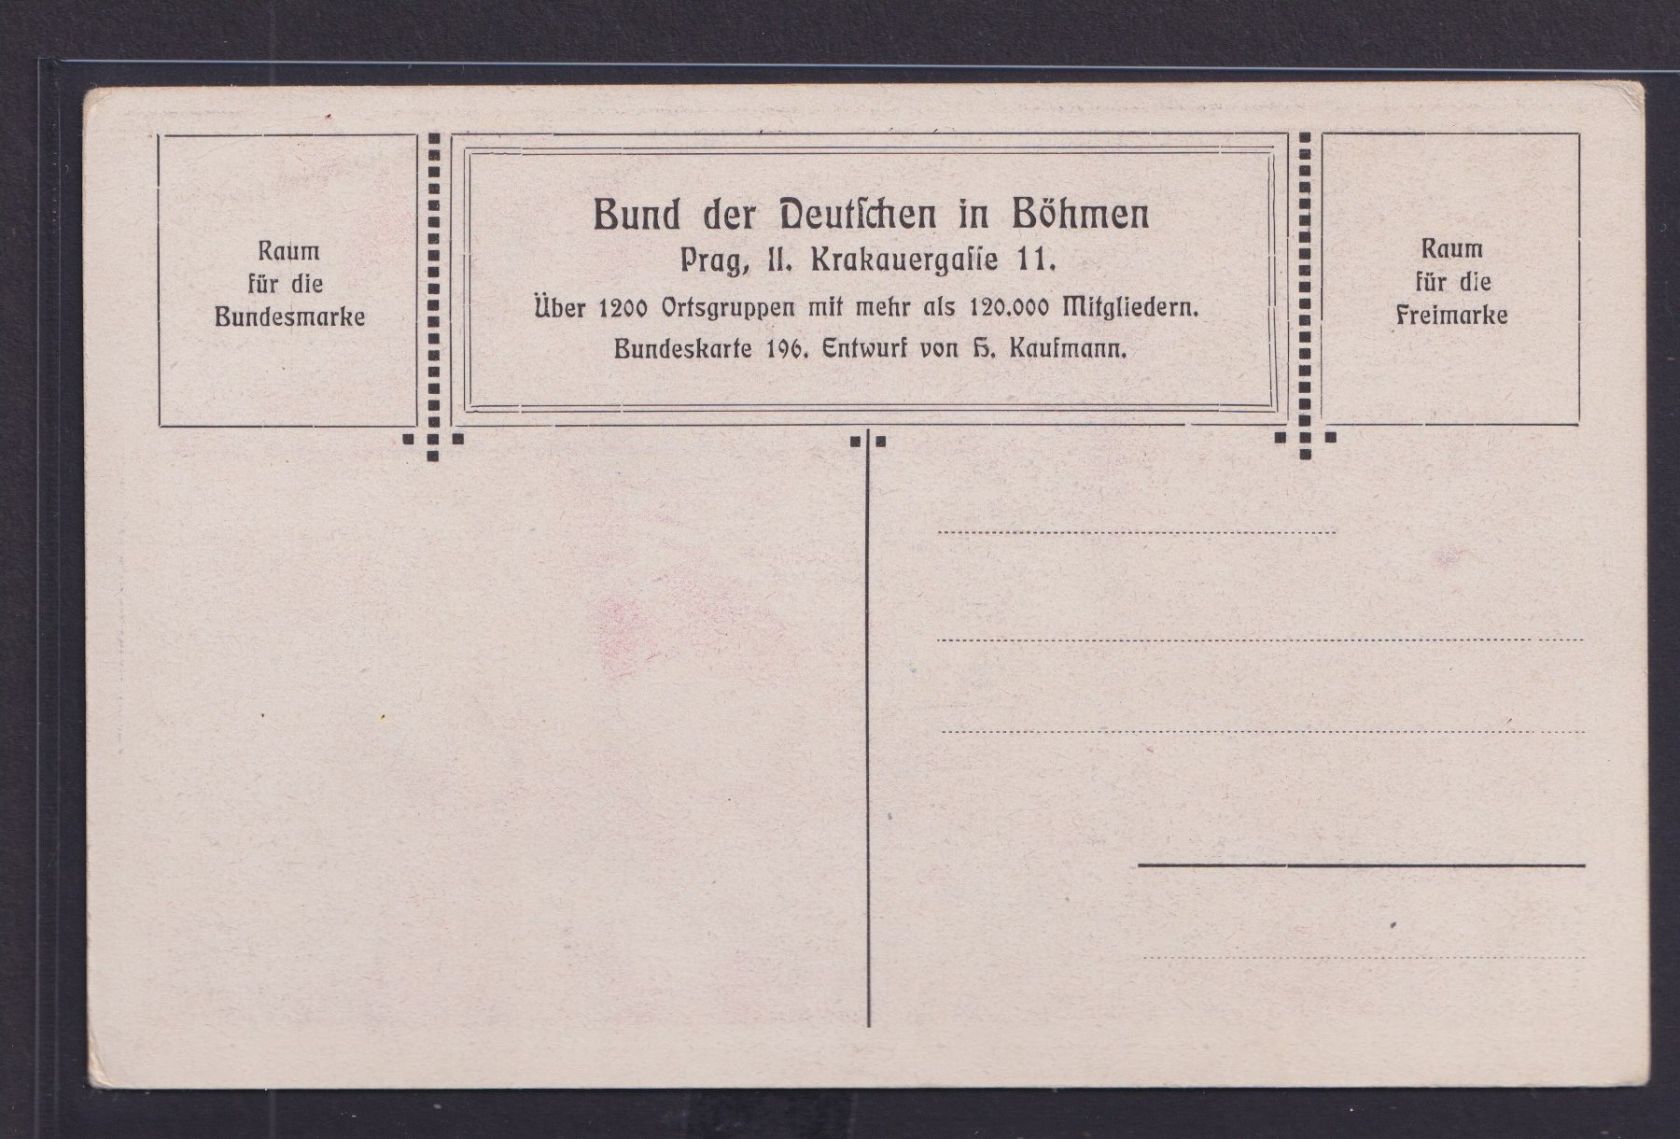 Raum
für die
Bundesmarke
Bund der Deutſchen in Böhmen
Prag, II. Krakauergaſſe 11.
Über 1200 Ortsgruppen mit mehr als 120.000 Mitgliedern.
Bundeskarte 196. Entwurf von H. Kaufmann.
Raum
für die
Freimarke